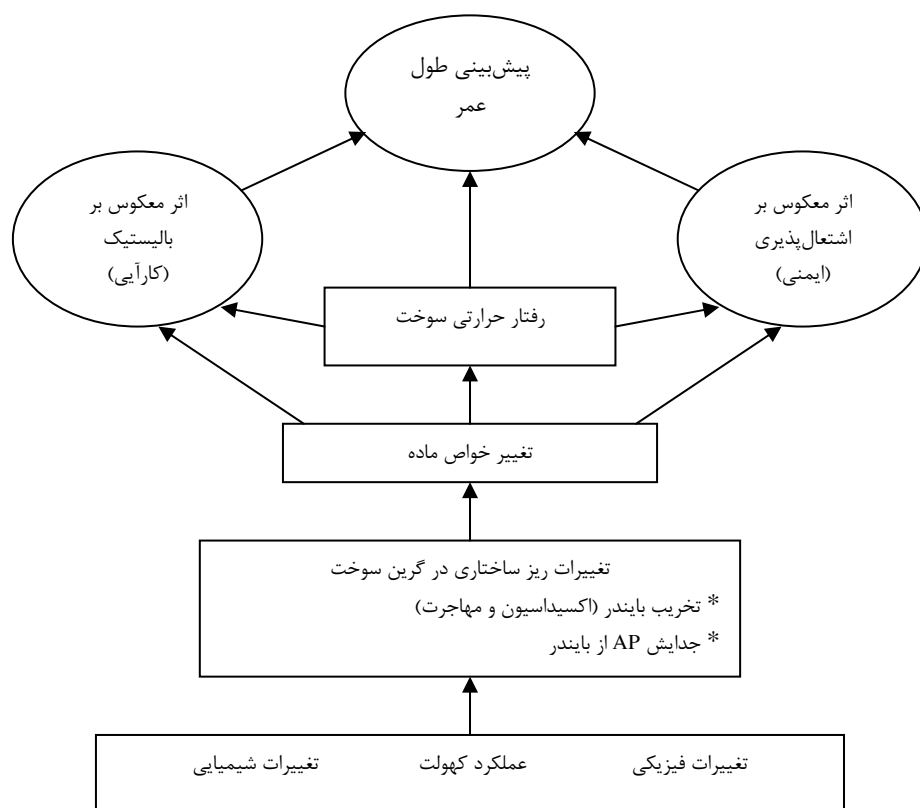 پیش‌بینی طول
عمر
اثر معکوس بر
اشتعال‌پذیری
(ایمنی)
اثر معکوس بر
بالیستیک
(کارآیی)
رفتار حرارتی سوخت
تغییر خواص ماده
تغییرات ریز ساختاری در گرین سوخت
* تخریب بایندر (اکسیداسیون و مهاجرت)
* جدایش AP از بایندر
تغییرات فیزیکی عملکرد کهولت تغییرات شیمیایی